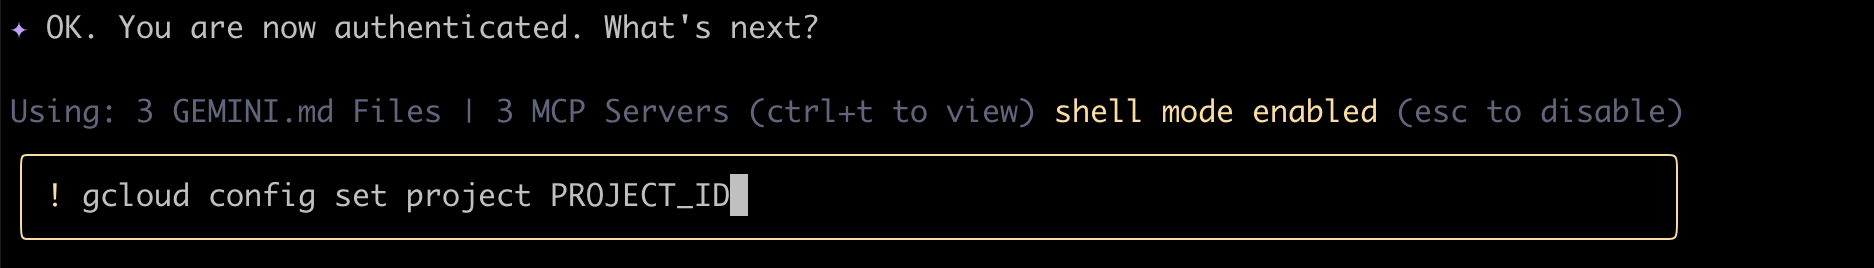 ✦ OK. You are now authenticated. What's next?
Using: 3 GEMINI.md Files | 3 MCP Servers (ctrl+t to view) shell mode enabled (esc to disable)
! gcloud config set project PROJECT_ID